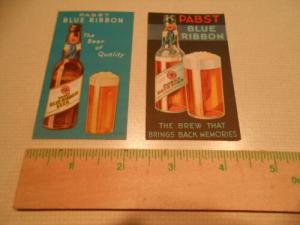 PABST
BLUE RIBBON
The
Beer
of
Quality
PABST
BLUE
RIBBON
THE BREW THAT
BRINGS BACK MEMORIES
1
2
3
4
5